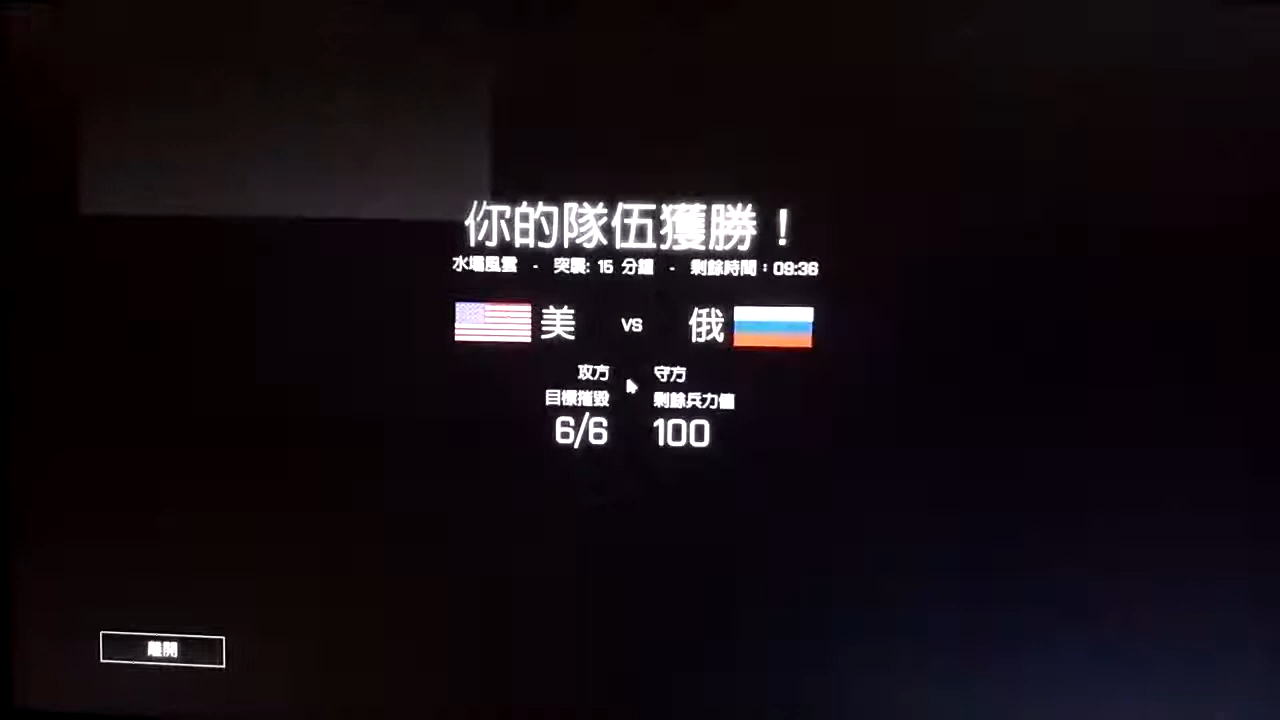 你的隊伍獲勝！
水壩風雲 - 突襲: 15 分鐘 - 剩餘時間：09:36
美 VS 俄
攻方 守方
目標摧毀 剩餘兵力值
6/6 100
離開